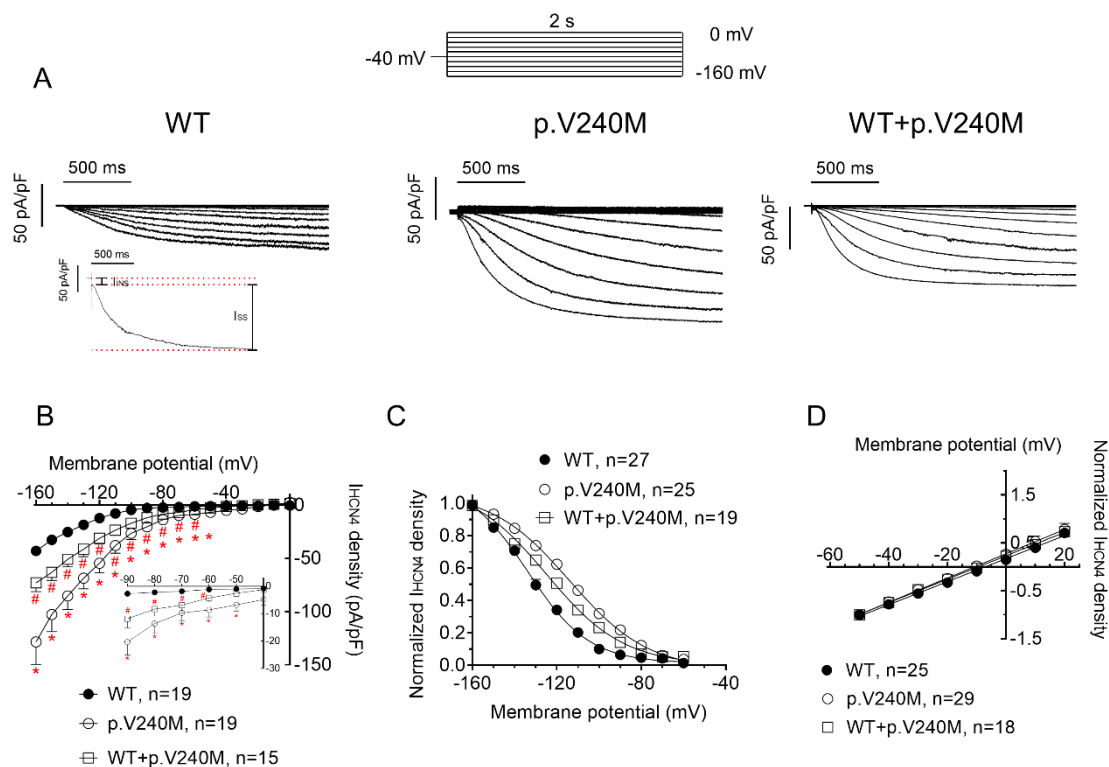 2 s
0 mV
-40 mV
-160 mV
A
WT
p.V240M
WT+p.V240M
500 ms
500 ms
500 ms
50 pA/pF
50 pA/pF
50 pA/pF
500 ms
50 pA/pF
IINS
ISS
B
Membrane potential (mV)
-160 -120 -80 -40
0
-50
-100
-150
IHCN4 density (pA/pF)
# # # # # # # # # # #
* * * * * * * * * * * *
-90 -80 -70 -60 -50
0
-10
-20
-30
# # # #
* * * * *
WT, n=19
p.V240M, n=19
WT+p.V240M, n=15
C
WT, n=27
p.V240M, n=25
WT+p.V240M, n=19
Normalized IHCN4 density
1.0
0.8
0.6
0.4
0.2
0.0
-160 -120 -80 -40
Membrane potential (mV)
D
Membrane potential (mV)
1.5
0
-60 -40 -20 0 20
-1.5
Normalized IHCN4 density
WT, n=25
p.V240M, n=29
WT+p.V240M, n=18